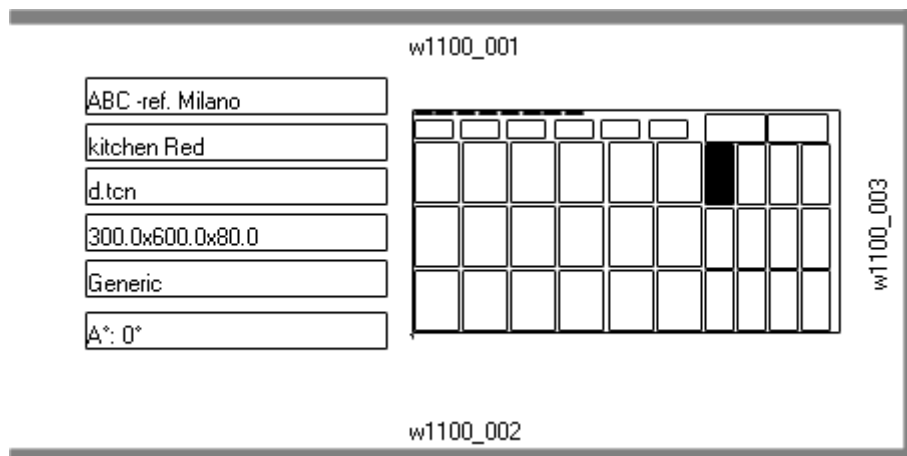 w1100_001
ABC -ref. Milano
kitchen Red
d.tcn
300.0x600.0x80.0
Generic
A°: 0°
w1100_003
w1100_002